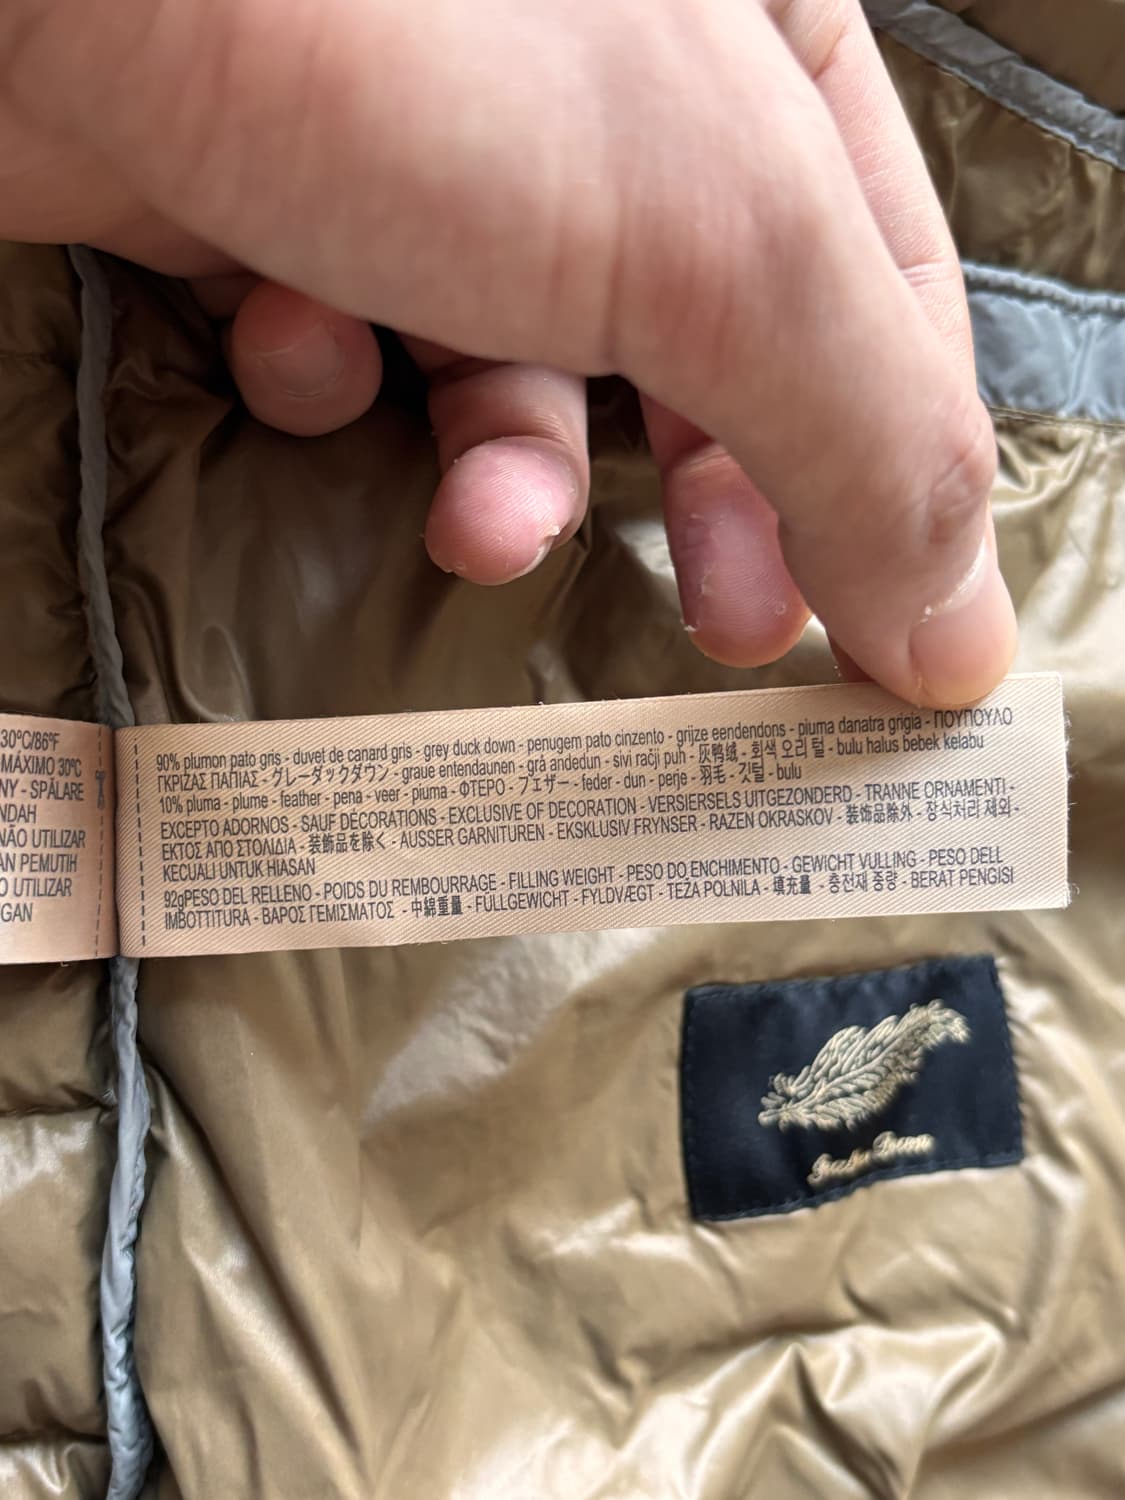 30ºC/86ºF
MÁXIMO 30ºC
NY - SPĂLARE
NDAH
NÃO UTILIZAR
AN PEMUTIH
O UTILIZAR
GAN
90% plumon pato gris - duvet de canard gris - grey duck down - penugem pato cinzento - grijze eendendons - piuma danatra grigia - ΠΟΥΠΟΥΛΟ
ΓΚΡΙΖΑΣ ΠΑΠΙΑΣ - グレーダックダウン - graue entendaunen - grå andedun - sivi račji puh - 灰鸭绒 - 회색 오리 털 - bulu halus bebek kelabu
10% pluma - plume - feather - pena - veer - piuma - ΦΤΕΡΟ - フェザー - feder - dun - perje - 羽毛 - 깃털 - bulu
EXCEPTO ADORNOS - SAUF DÉCORATIONS - EXCLUSIVE OF DECORATION - VERSIERSELS UITGEZONDERD - TRANNE ORNAMENTI -
ΕΚΤΟΣ ΑΠΟ ΣΤΟΛΙΔΙΑ - 装飾品を除く - AUSSER GARNITUREN - EKSKLUSIV FRYNSER - RAZEN OKRASKOV - 装饰品除外 - 장식처리 제외 -
KECUALI UNTUK HIASAN
92gPESO DEL RELLENO - POIDS DU REMBOURRAGE - FILLING WEIGHT - PESO DO ENCHIMENTO - GEWICHT VULLING - PESO DELL
IMBOTTITURA - ΒΑΡΟΣ ΓΕΜΙΣΜΑΤΟΣ - 中綿重量 - FÜLLGEWICHT - FYLDVÆGT - TEŽA POLNILA - 填充量 - 충전재 중량 - BERAT PENGISI